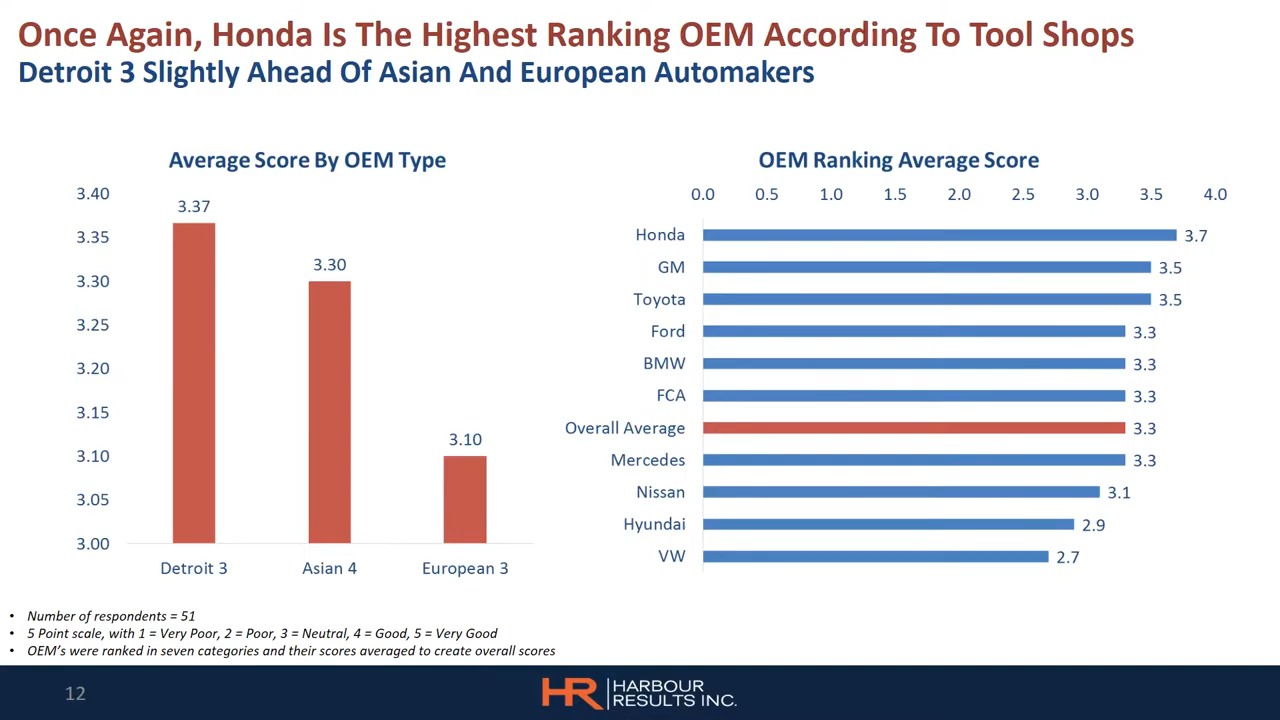 Once Again, Honda Is The Highest Ranking OEM According To Tool Shops
Detroit 3 Slightly Ahead Of Asian And European Automakers
Average Score By OEM Type
3.40
3.35
3.30
3.25
3.20
3.15
3.10
3.05
3.00
3.37
3.30
3.10
Detroit 3
Asian 4
European 3
OEM Ranking Average Score
0.0 0.5 1.0 1.5 2.0 2.5 3.0 3.5 4.0
Honda 3.7
GM 3.5
Toyota 3.5
Ford 3.3
BMW 3.3
FCA 3.3
Overall Average 3.3
Mercedes 3.3
Nissan 3.1
Hyundai 2.9
VW 2.7
• Number of respondents = 51
• 5 Point scale, with 1 = Very Poor, 2 = Poor, 3 = Neutral, 4 = Good, 5 = Very Good
• OEM's were ranked in seven categories and their scores averaged to create overall scores
12
HR
HARBOUR
RESULTS INC.